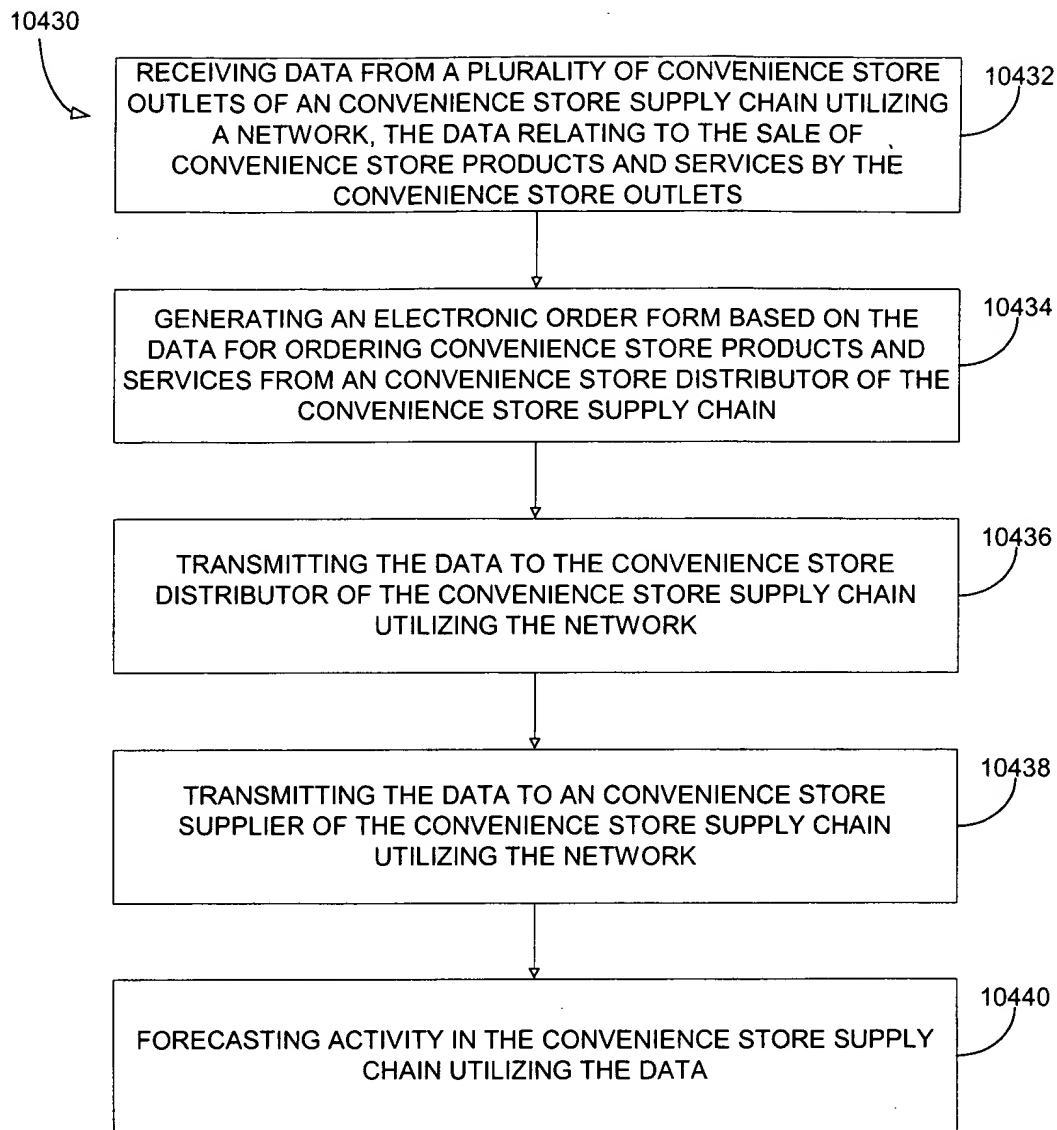 10430
RECEIVING DATA FROM A PLURALITY OF CONVENIENCE STORE
OUTLETS OF AN CONVENIENCE STORE SUPPLY CHAIN UTILIZING
A NETWORK, THE DATA RELATING TO THE SALE OF
CONVENIENCE STORE PRODUCTS AND SERVICES BY THE
CONVENIENCE STORE OUTLETS
10432
GENERATING AN ELECTRONIC ORDER FORM BASED ON THE
DATA FOR ORDERING CONVENIENCE STORE PRODUCTS AND
SERVICES FROM AN CONVENIENCE STORE DISTRIBUTOR OF THE
CONVENIENCE STORE SUPPLY CHAIN
10434
TRANSMITTING THE DATA TO THE CONVENIENCE STORE
DISTRIBUTOR OF THE CONVENIENCE STORE SUPPLY CHAIN
UTILIZING THE NETWORK
10436
TRANSMITTING THE DATA TO AN CONVENIENCE STORE
SUPPLIER OF THE CONVENIENCE STORE SUPPLY CHAIN
UTILIZING THE NETWORK
10438
FORECASTING ACTIVITY IN THE CONVENIENCE STORE SUPPLY
CHAIN UTILIZING THE DATA
10440